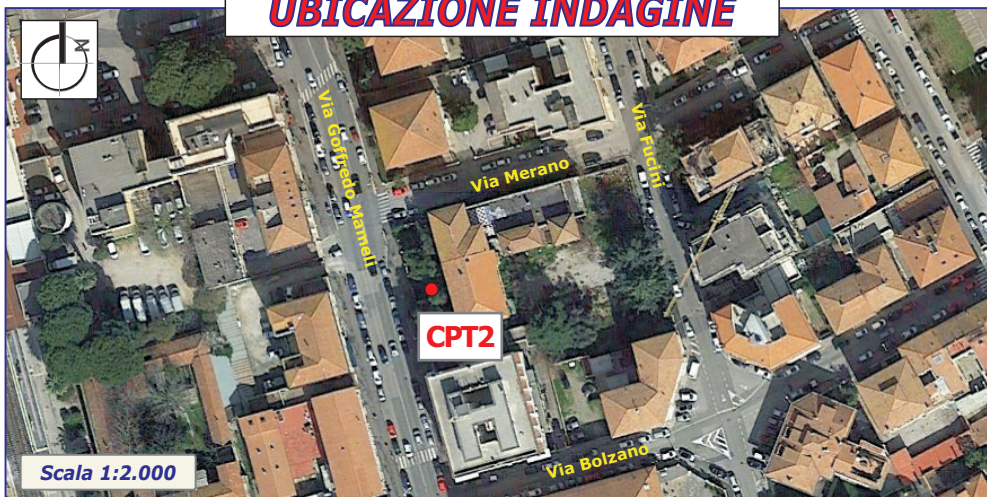 UBICAZIONE INDAGINE
N
Via Goffredo Mameli
Via Fucini
Via Merano
CPT2
Via Bolzano
Scala 1:2.000